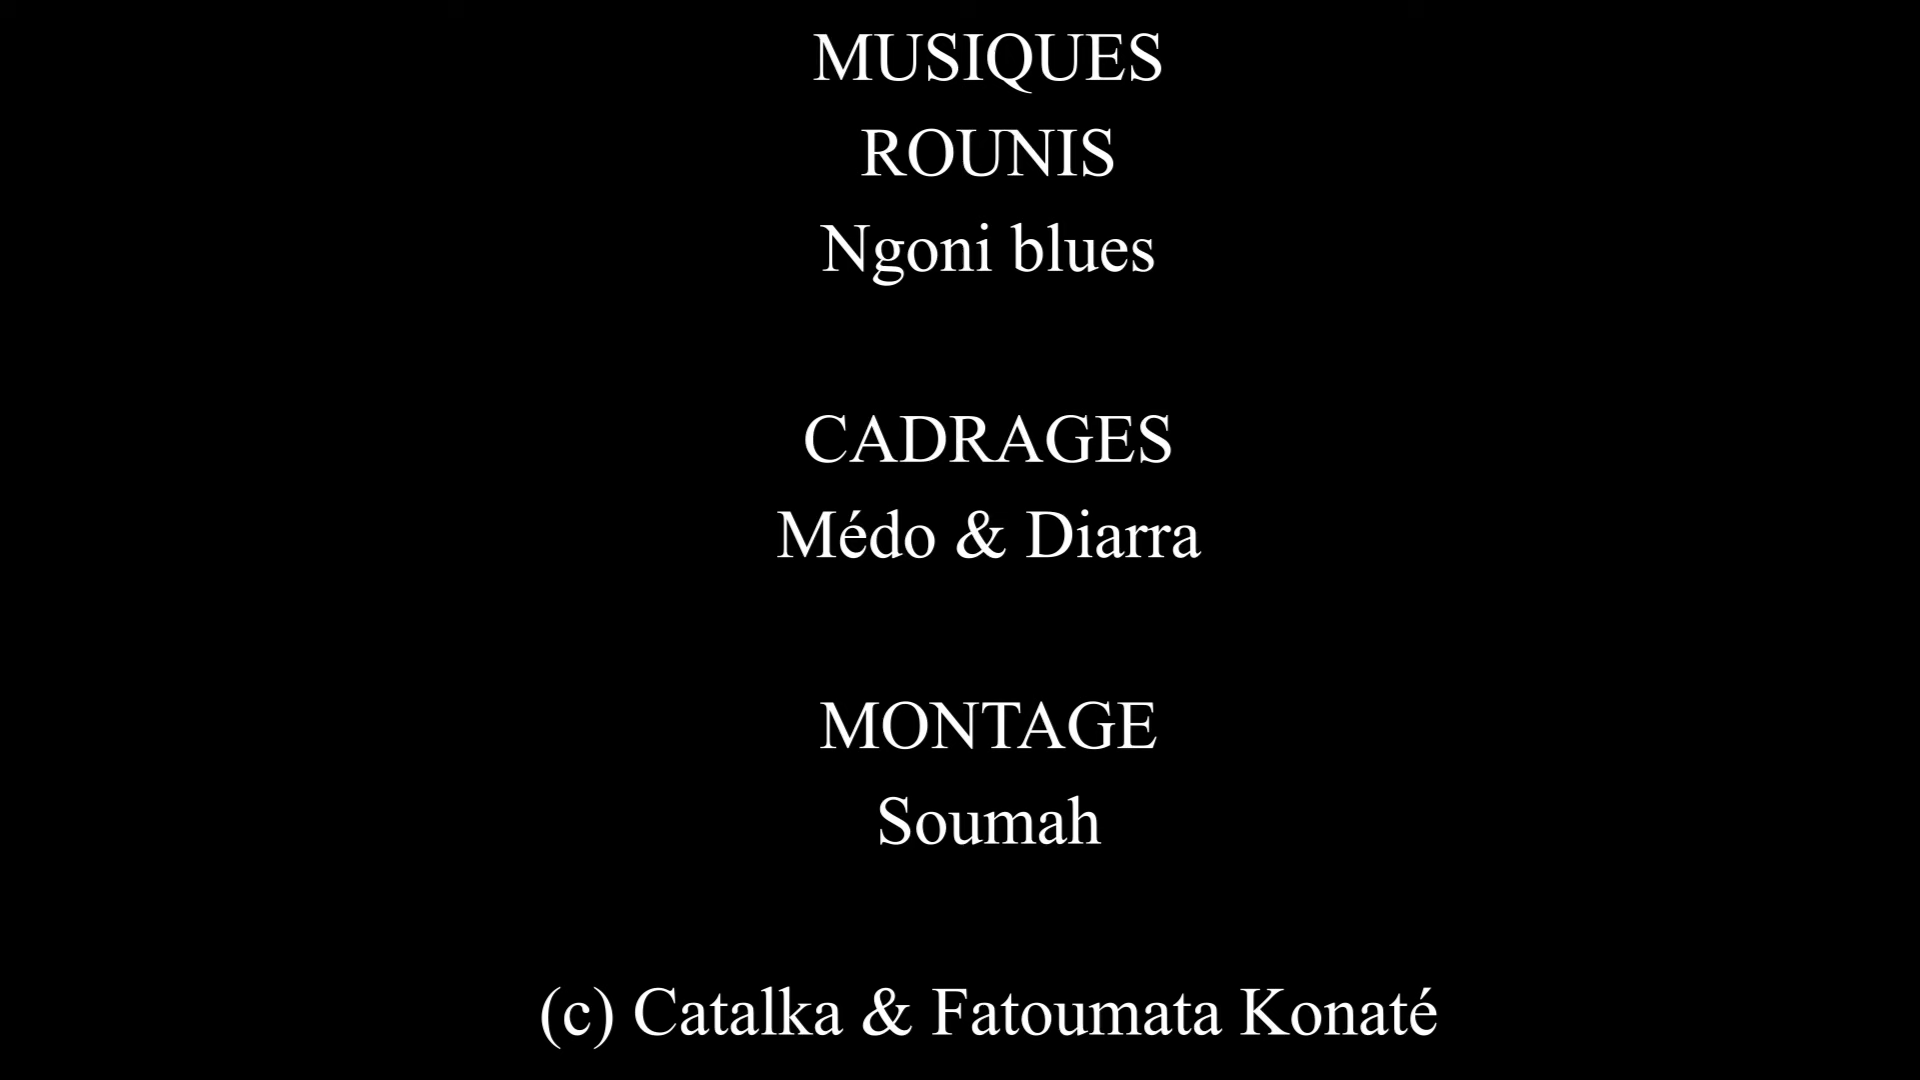 MUSIQUES
ROUNIS
Ngoni blues
CADRAGES
Médo & Diarra
MONTAGE
Soumah
(c) Catalka & Fatoumata Konaté